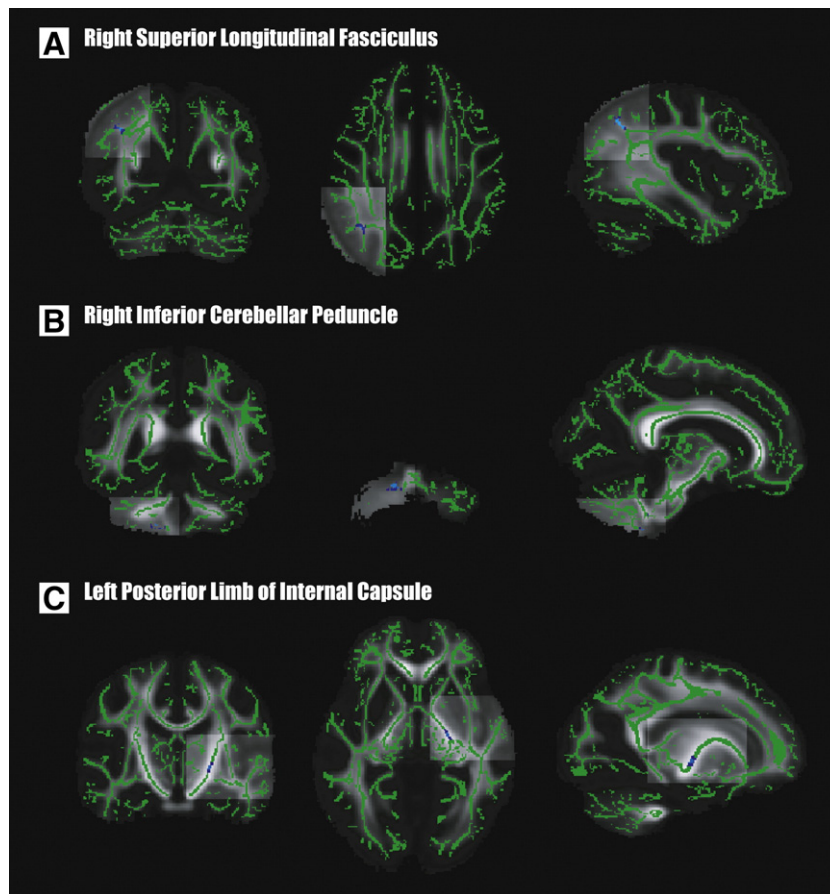 A Right Superior Longitudinal Fasciculus
B Right Inferior Cerebellar Peduncle
C Left Posterior Limb of Internal Capsule